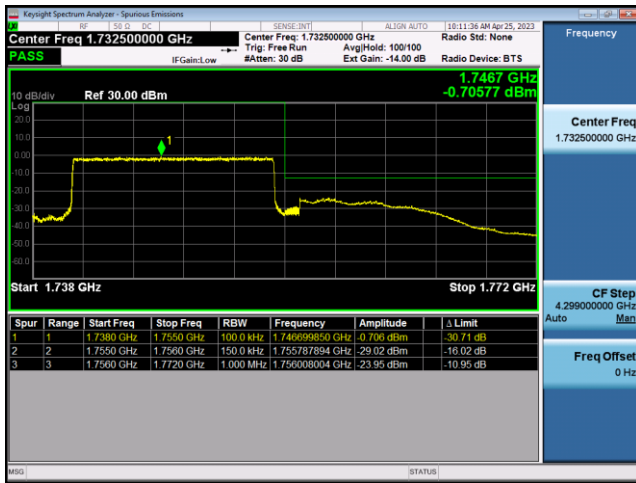 Keysight Spectrum Analyzer - Spurious Emissions
RF 50 Ω DC SENSE:INT ALIGN AUTO 10:11:36 AM Apr 25, 2023
Center Freq 1.732500000 GHz Center Freq: 1.732500000 GHz Radio Std: None
Trig: Free Run Avg|Hold: 100/100
PASS IFGain:Low #Atten: 30 dB Ext Gain: -14.00 dB Radio Device: BTS
1.7467 GHz
10 dB/div Ref 30.00 dBm -0.70577 dBm
Log
20.0
10.0
1
0.00
-10.0
-20.0
-30.0
-40.0
-50.0
-60.0
Start 1.738 GHz Stop 1.772 GHz
Spur Range Start Freq Stop Freq RBW Frequency Amplitude Δ Limit
1 1 1.7380 GHz 1.7550 GHz 100.0 kHz 1.746699850 GHz -0.706 dBm -30.71 dB
2 2 1.7550 GHz 1.7560 GHz 150.0 kHz 1.755787894 GHz -29.02 dBm -16.02 dB
3 3 1.7560 GHz 1.7720 GHz 1.000 MHz 1.756008004 GHz -23.95 dBm -10.95 dB
MSG STATUS
Frequency
Center Freq
1.732500000 GHz
CF Step
4.299000000 GHz
Auto Man
Freq Offset
0 Hz